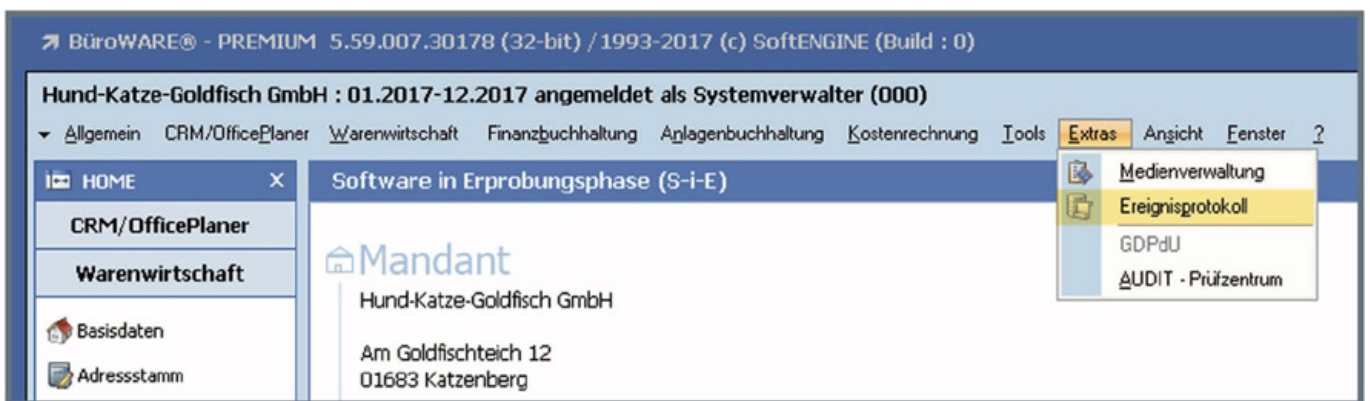 BüroWARE® - PREMIUM 5.59.007.30178 (32-bit) / 1993-2017 (c) SoftENGINE (Build : 0)
Hund-Katze-Goldfisch GmbH : 01.2017-12.2017 angemeldet als Systemverwalter (000)
Allgemein CRM/OfficePlaner Warenwirtschaft Finanzbuchhaltung Anlagenbuchhaltung Kostenrechnung Tools Extras Ansicht Fenster ?
HOME X Software in Erprobungsphase (S-i-E)
Medienverwaltung
Ereignisprotokoll
GDPdU
AUDIT - Prüfzentrum
CRM/OfficePlaner
Warenwirtschaft
Basisdaten
Adressstamm
Mandant
Hund-Katze-Goldfisch GmbH
Am Goldfischteich 12
01683 Katzenberg